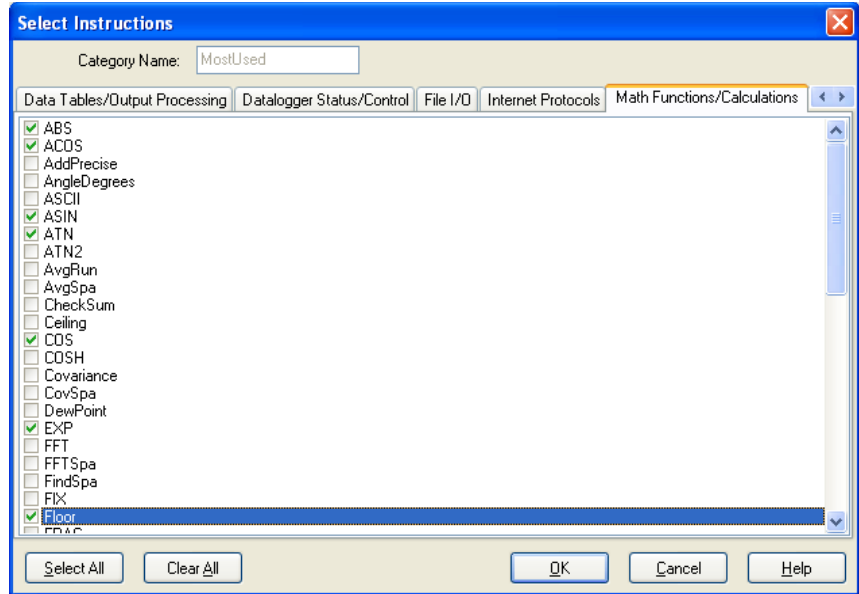 Select Instructions
Category Name: MostUsed
Data Tables/Output Processing Datalogger Status/Control File I/O Internet Protocols Math Functions/Calculations
ABS
ACOS
AddPrecise
AngleDegrees
ASCII
ASIN
ATN
ATN2
AvgRun
AvgSpa
CheckSum
Ceiling
COS
COSH
Covariance
CovSpa
DewPoint
EXP
FFT
FFTSpa
FindSpa
FIX
Floor
Select All Clear All OK Cancel Help